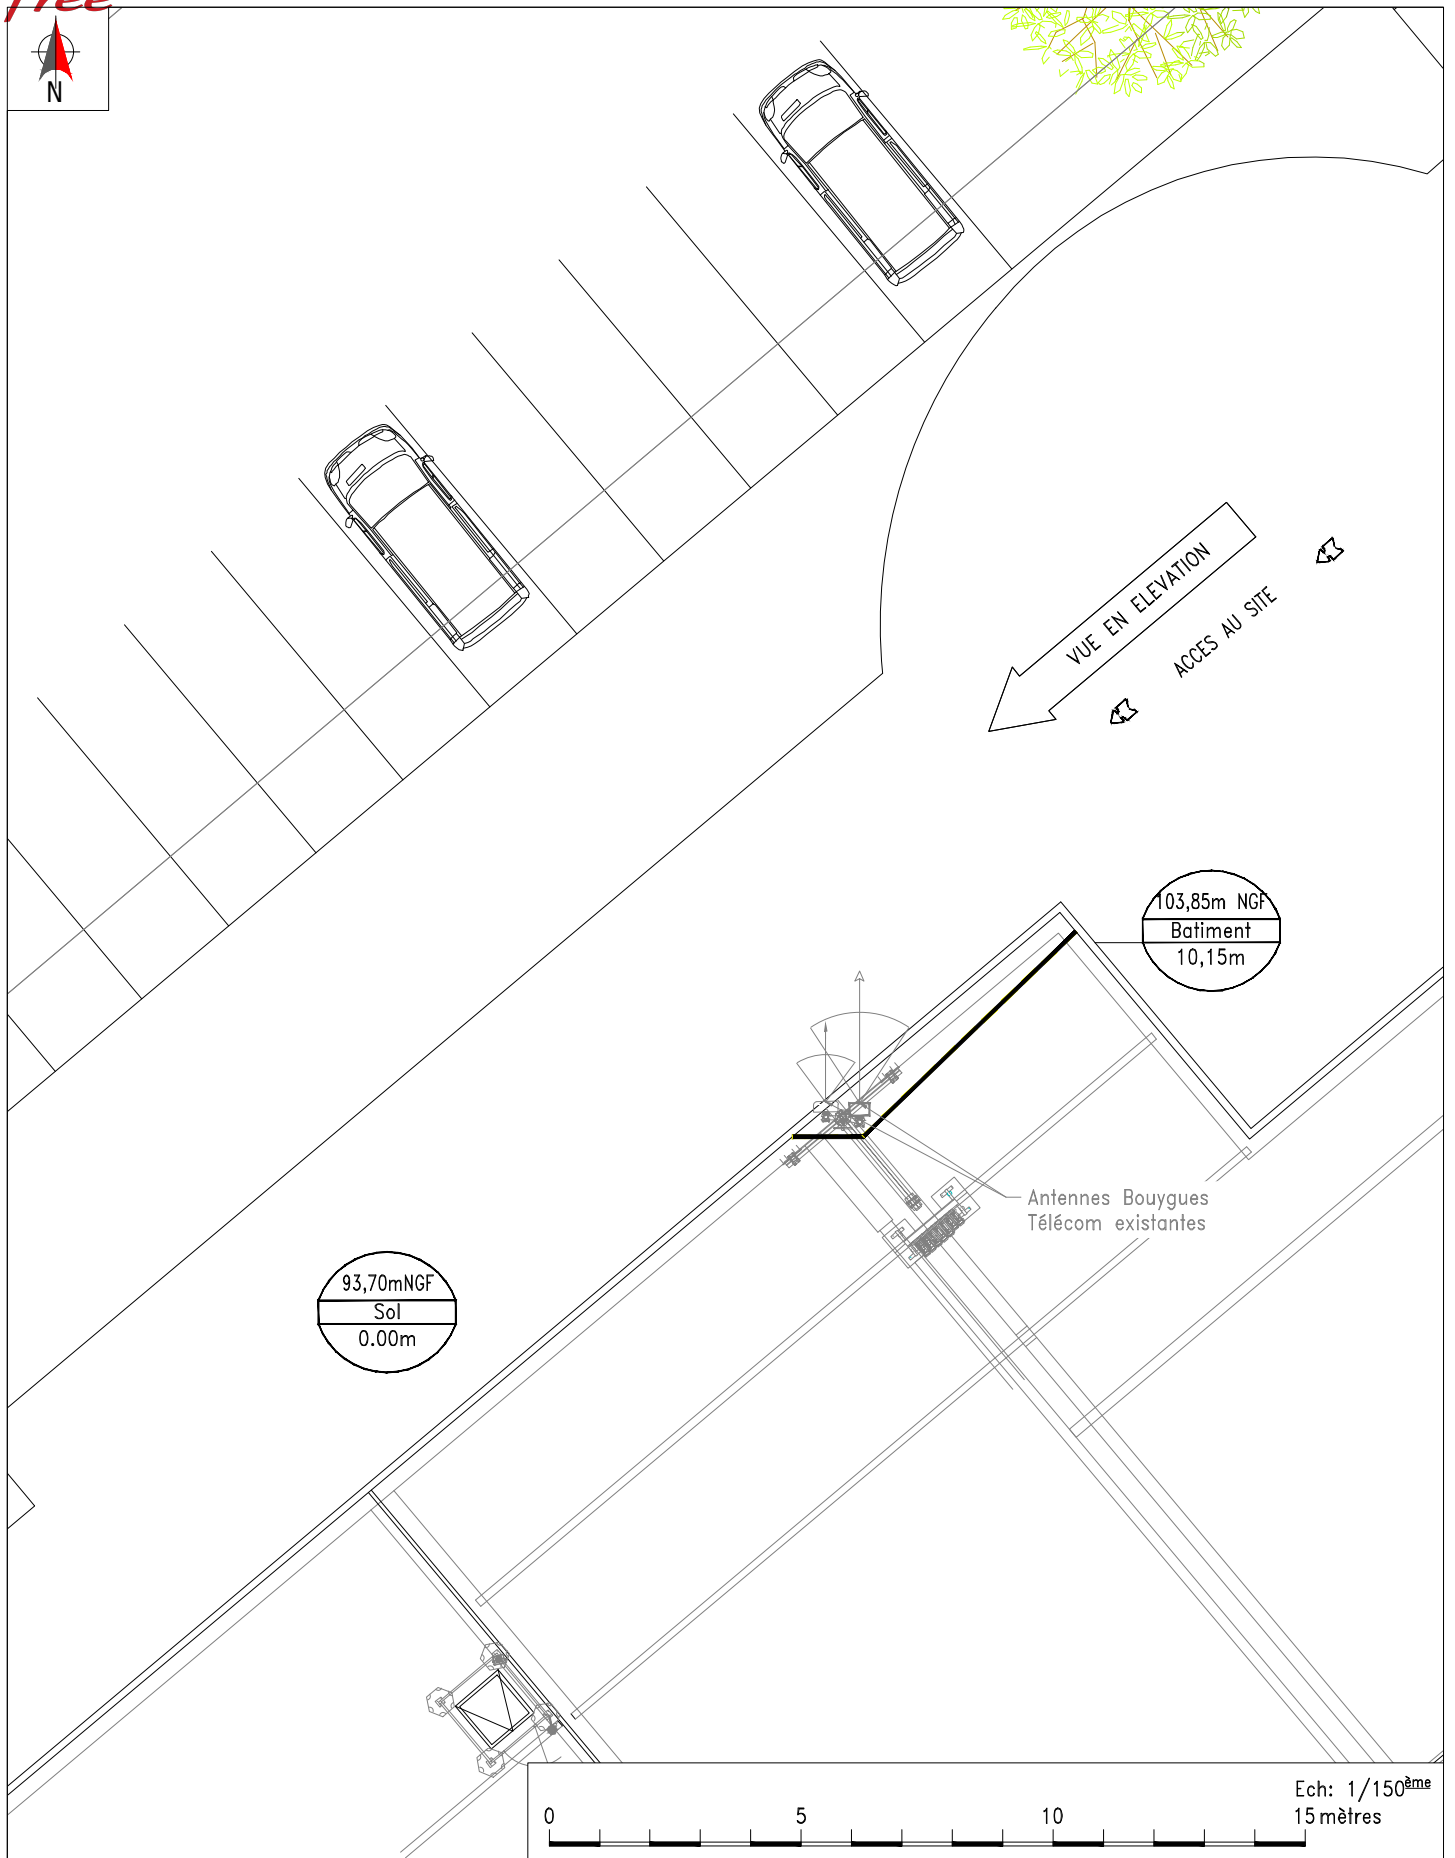 free
N
VUE EN ELEVATION
ACCES AU SITE
103,85m NGF
Batiment
10,15m
Antennes Bouygues
Télécom existantes
93,70mNGF
Sol
0.00m
Ech: 1/150ème
0 5 10 15 mètres